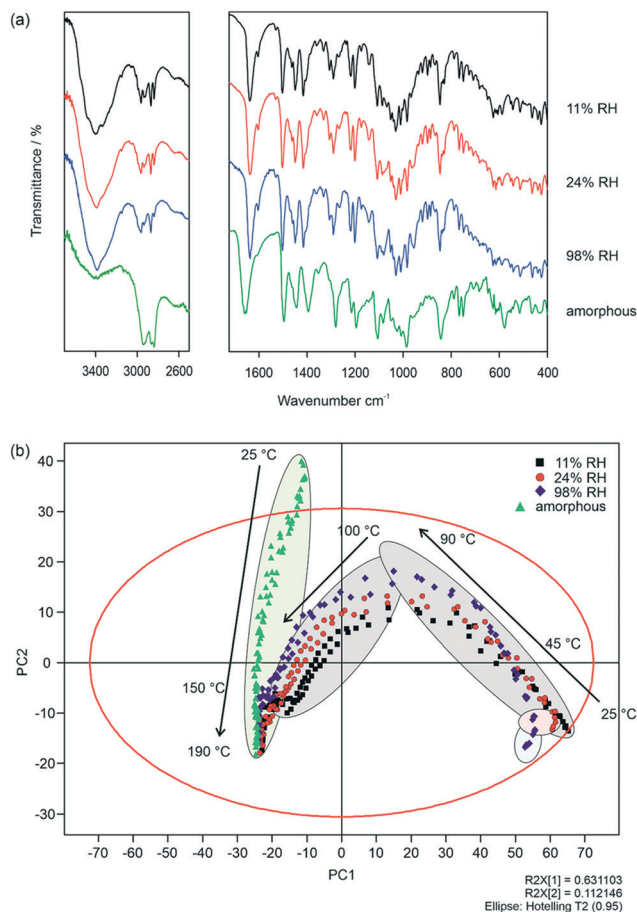 (a)
Transmittance / %
11% RH
24% RH
98% RH
amorphous
3400 3000 2600 1600 1400 1200 1000 800 600 400
Wavenumber cm⁻¹
(b)
40
30
20
10
0
-10
-20
-30
PC2
25 °C
100 °C
90 °C
45 °C
25 °C
150 °C
190 °C
11% RH
24% RH
98% RH
amorphous
-70 -60 -50 -40 -30 -20 -10 0 10 20 30 40 50 60 70
PC1
R2X[1] = 0.631103
R2X[2] = 0.112146
Ellipse: Hotelling T2 (0.95)